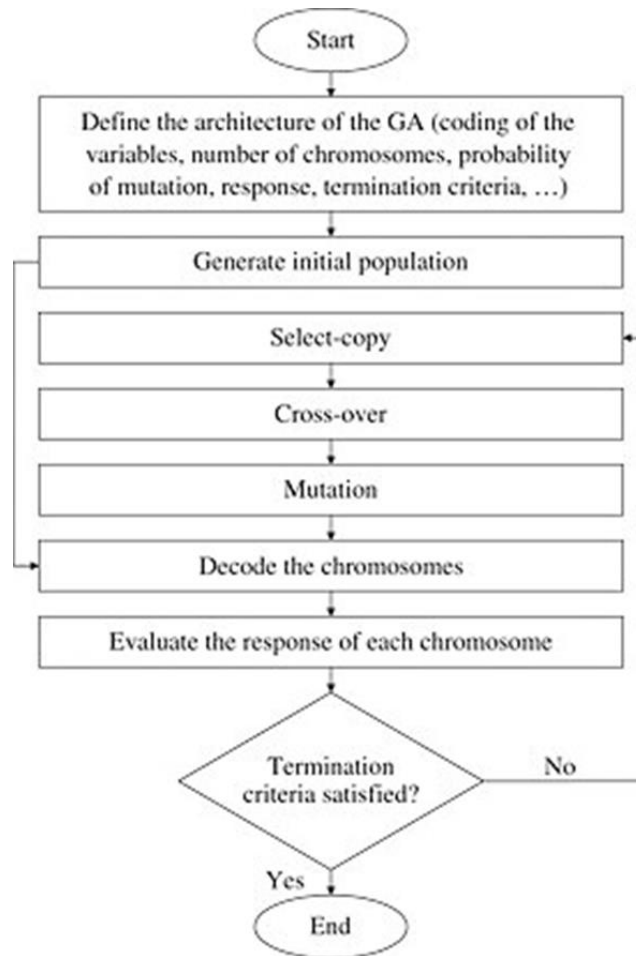 Start
Define the architecture of the GA (coding of the
variables, number of chromosomes, probability
of mutation, response, termination criteria, …)
Generate initial population
Select-copy
Cross-over
Mutation
Decode the chromosomes
Evaluate the response of each chromosome
Termination
criteria satisfied?
No
Yes
End